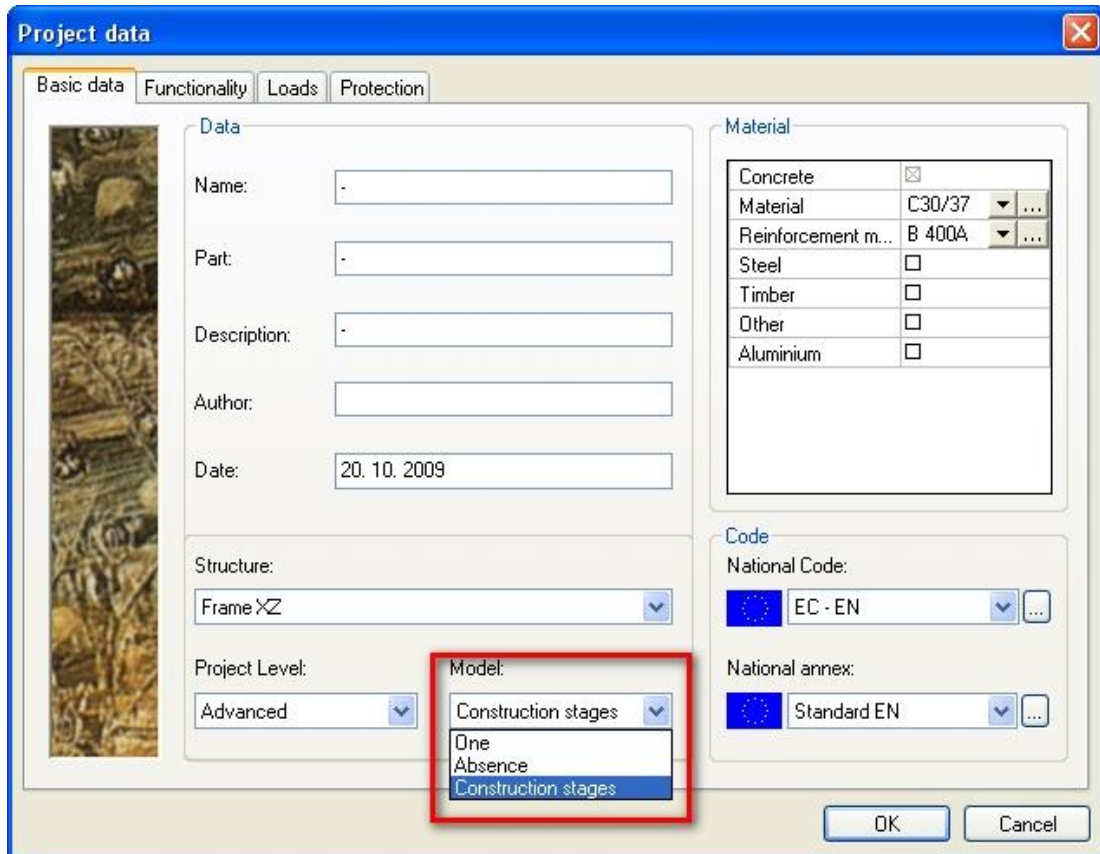 Project data
Basic data Functionality Loads Protection
Data
Name: -
Part: -
Description: -
Author:
Date: 20. 10. 2009
Material
Concrete
Material C30/37 ...
Reinforcement m... B 400A ...
Steel
Timber
Other
Aluminium
Structure:
Frame XZ
Project Level:
Advanced
Model:
Construction stages
One
Absence
Construction stages
Code
National Code:
EC - EN ...
National annex:
Standard EN ...
OK Cancel